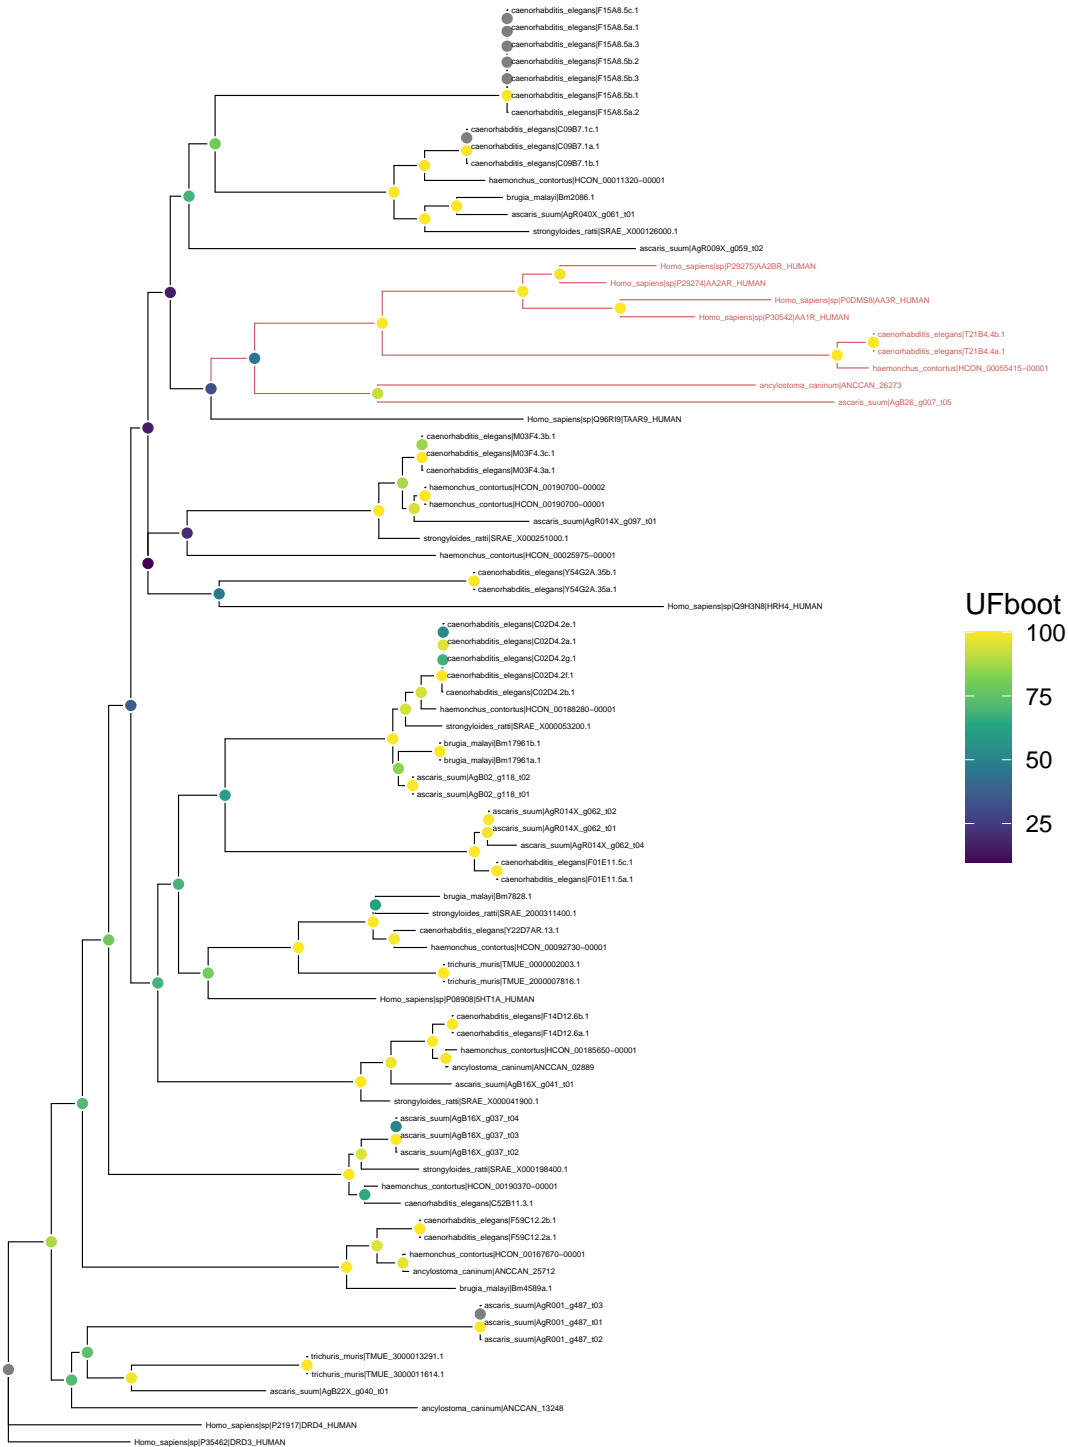 caenorhabditis_elegans|F15A8.5c.1
caenorhabditis_elegans|F15A8.5a.1
caenorhabditis_elegans|F15A8.5a.3
caenorhabditis_elegans|F15A8.5b.2
caenorhabditis_elegans|F15A8.5b.3
caenorhabditis_elegans|F15A8.5b.1
caenorhabditis_elegans|F15A8.5a.2
caenorhabditis_elegans|C09B7.1c.1
caenorhabditis_elegans|C09B7.1a.1
caenorhabditis_elegans|C09B7.1b.1
haemonchus_contortus|HCON_00011320-00001
brugia_malayi|Bm2086.1
ascaris_suum|AgR040X_g061_t01
strongyloides_ratti|SRAE_X000126000.1
ascaris_suum|AgR009X_g059_t02
Homo_sapiens|sp|P29275|AA2BR_HUMAN
Homo_sapiens|sp|P29274|AA2AR_HUMAN
Homo_sapiens|sp|P0DMS8|AA3R_HUMAN
Homo_sapiens|sp|P30542|AA1R_HUMAN
caenorhabditis_elegans|T21B4.4b.1
caenorhabditis_elegans|T21B4.4a.1
haemonchus_contortus|HCON_00055415-00001
ancylostoma_caninum|ANCCAN_26273
ascaris_suum|AgB26_g007_t05
Homo_sapiens|sp|Q96RI9|TAAR9_HUMAN
caenorhabditis_elegans|M03F4.3b.1
caenorhabditis_elegans|M03F4.3c.1
caenorhabditis_elegans|M03F4.3a.1
haemonchus_contortus|HCON_00190700-00002
haemonchus_contortus|HCON_00190700-00001
ascaris_suum|AgR014X_g097_t01
strongyloides_ratti|SRAE_X000251000.1
haemonchus_contortus|HCON_00025975-00001
caenorhabditis_elegans|Y54G2A.35b.1
caenorhabditis_elegans|Y54G2A.35a.1
Homo_sapiens|sp|Q9H3N8|HRH4_HUMAN
caenorhabditis_elegans|C02D4.2e.1
caenorhabditis_elegans|C02D4.2a.1
caenorhabditis_elegans|C02D4.2g.1
caenorhabditis_elegans|C02D4.2f.1
caenorhabditis_elegans|C02D4.2b.1
haemonchus_contortus|HCON_00188280-00001
strongyloides_ratti|SRAE_X000053200.1
brugia_malayi|Bm17961b.1
brugia_malayi|Bm17961a.1
ascaris_suum|AgB02_g118_t02
ascaris_suum|AgB02_g118_t01
ascaris_suum|AgR014X_g062_t02
ascaris_suum|AgR014X_g062_t01
ascaris_suum|AgR014X_g062_t04
caenorhabditis_elegans|F01E11.5c.1
caenorhabditis_elegans|F01E11.5a.1
brugia_malayi|Bm7828.1
strongyloides_ratti|SRAE_2000311400.1
caenorhabditis_elegans|Y22D7AR.13.1
haemonchus_contortus|HCON_00092730-00001
trichuris_muris|TMUE_0000002003.1
trichuris_muris|TMUE_2000007816.1
Homo_sapiens|sp|P08908|5HT1A_HUMAN
caenorhabditis_elegans|F14D12.6b.1
caenorhabditis_elegans|F14D12.6a.1
haemonchus_contortus|HCON_00185650-00001
ancylostoma_caninum|ANCCAN_02889
ascaris_suum|AgB16X_g041_t01
strongyloides_ratti|SRAE_X000041900.1
ascaris_suum|AgB16X_g037_t04
ascaris_suum|AgB16X_g037_t03
ascaris_suum|AgB16X_g037_t02
strongyloides_ratti|SRAE_X000198400.1
haemonchus_contortus|HCON_00190370-00001
caenorhabditis_elegans|C52B11.3.1
caenorhabditis_elegans|F59C12.2b.1
caenorhabditis_elegans|F59C12.2a.1
haemonchus_contortus|HCON_00167670-00001
ancylostoma_caninum|ANCCAN_25712
brugia_malayi|Bm4589a.1
ascaris_suum|AgR001_g487_t03
ascaris_suum|AgR001_g487_t01
ascaris_suum|AgR001_g487_t02
trichuris_muris|TMUE_3000013291.1
trichuris_muris|TMUE_3000011614.1
ascaris_suum|AgB22X_g040_t01
ancylostoma_caninum|ANCCAN_13248
Homo_sapiens|sp|P21917|DRD4_HUMAN
Homo_sapiens|sp|P35462|DRD3_HUMAN
UFboot
100
75
50
25